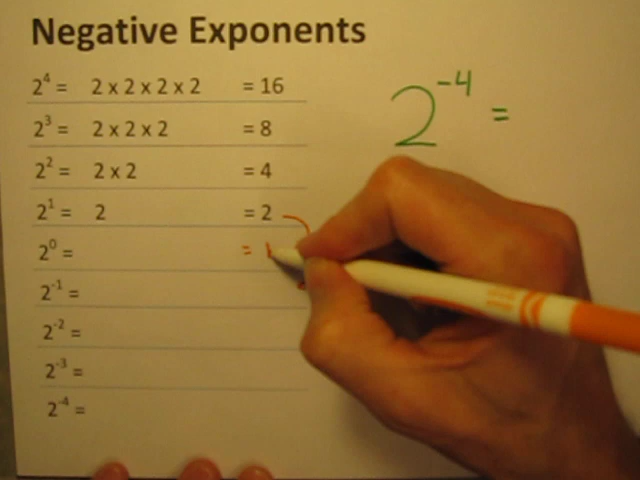 Negative Exponents
2⁴ = 2 x 2 x 2 x 2 = 16
2⁻⁴ =
2³ = 2 x 2 x 2 = 8
2² = 2 x 2 = 4
2¹ = 2 = 2
2⁰ = = 1
2⁻¹ =
2⁻² =
2⁻³ =
2⁻⁴ =